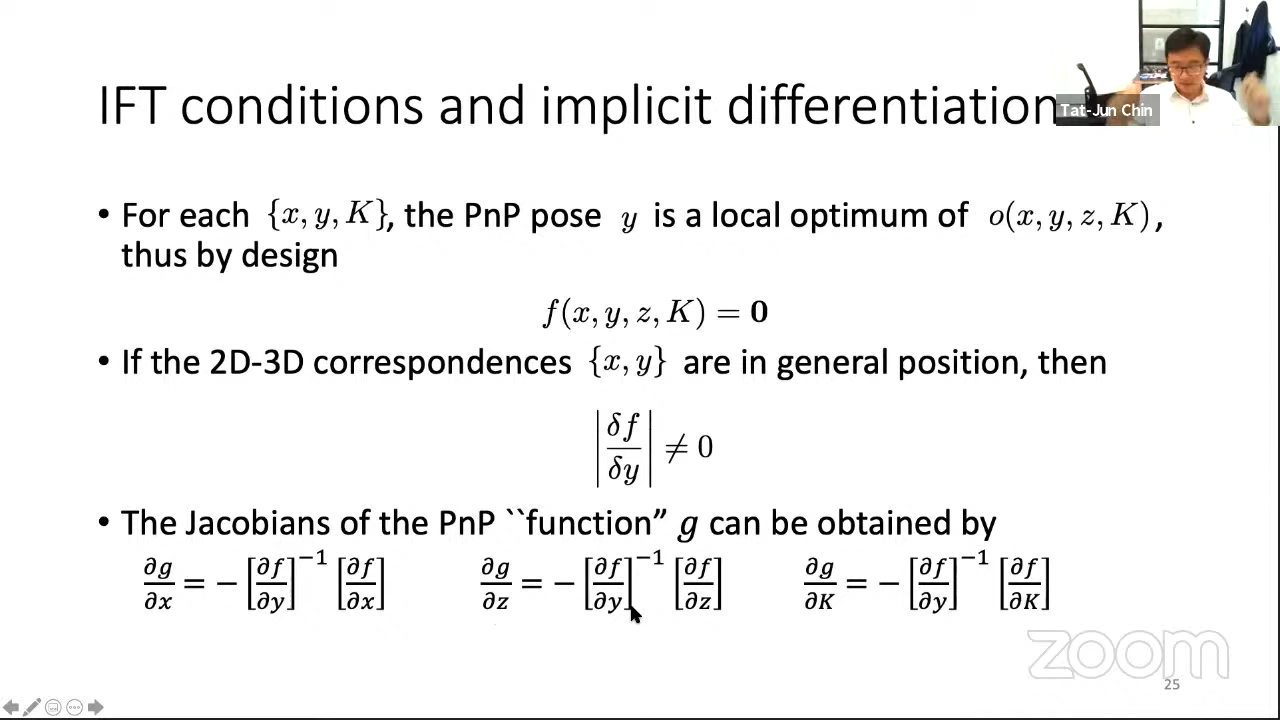 IFT conditions and implicit differentiation
Tat-Jun Chin
• For each {x, y, K}, the PnP pose y is a local optimum of o(x, y, z, K),
thus by design
f(x, y, z, K) = 0
• If the 2D-3D correspondences {x, y} are in general position, then
|δf/δy| ≠ 0
• The Jacobians of the PnP ``function” g can be obtained by
∂g/∂x = −[∂f/∂y]⁻¹ [∂f/∂x] ∂g/∂z = −[∂f/∂y]⁻¹ [∂f/∂z] ∂g/∂K = −[∂f/∂y]⁻¹ [∂f/∂K]
zoom
25